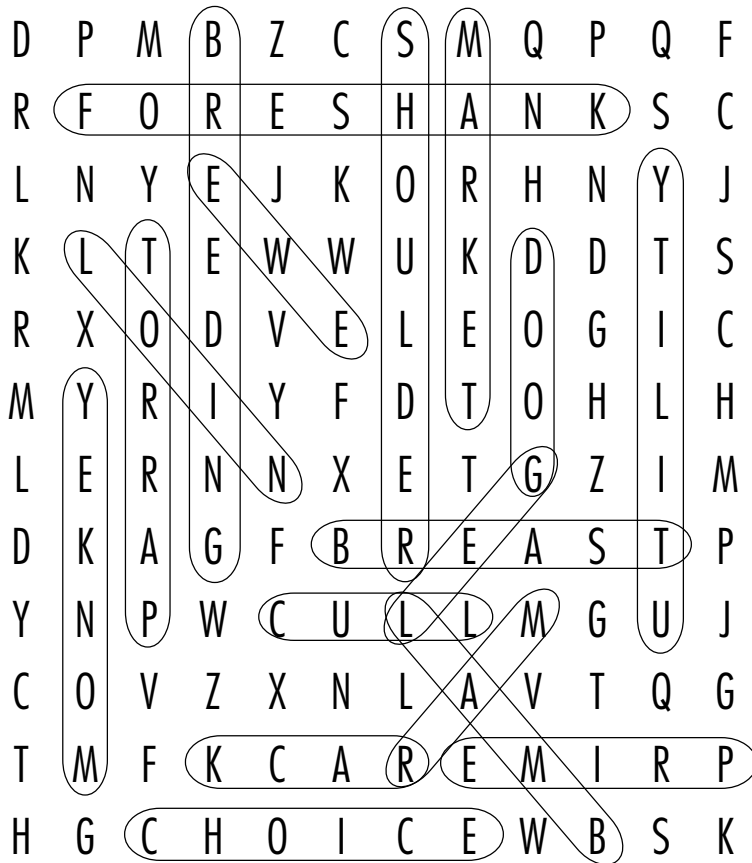 D P M B Z C S M Q P Q F
R F O R E S H A N K S C
L N Y E J K O R H N Y J
K L T E W W U K D D T S
R X O D V E L E O G I C
M Y R I Y F D T O H L H
L E R N N X E T G Z I M
D K A G F B R E A S T P
Y N P W C U L L M G U J
C O V Z X N L A V T Q G
T M F K C A R E M I R P
H G C H O I C E W B S K